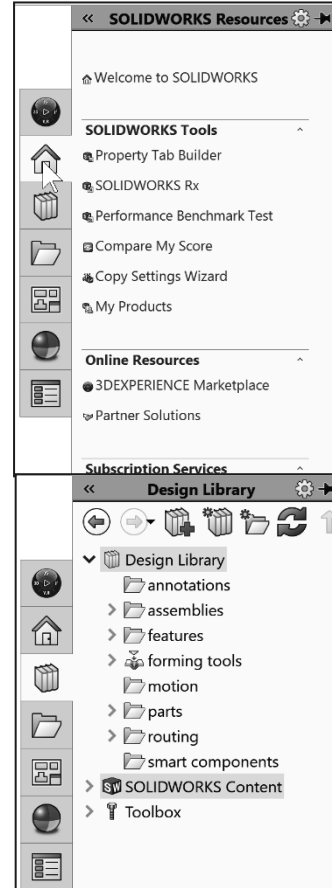 SOLIDWORKS Resources
Welcome to SOLIDWORKS
SOLIDWORKS Tools
Property Tab Builder
SOLIDWORKS Rx
Performance Benchmark Test
Compare My Score
Copy Settings Wizard
My Products
Online Resources
3DEXPERIENCE Marketplace
Partner Solutions
Subscription Services
Design Library
Design Library
annotations
assemblies
features
forming tools
motion
parts
routing
smart components
SOLIDWORKS Content
Toolbox